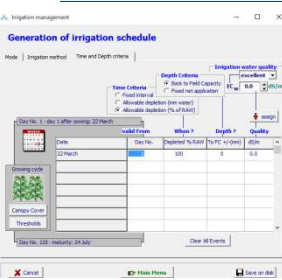 Irrigation management
Generation of irrigation schedule
Mode
Irrigation method
Time and Depth criteria
Irrigation water quality
excellent
Depth Criteria
Back to Field Capacity
Fixed net application
ECw 0.0 dS/m
Time Criteria
Fixed interval
Allowable depletion (mm water)
Allowable depletion (% of RAW)
assign
Day No. 1 - day 1 after sowing: 22 March
Valid From
When ?
Depth ?
Quality
Date
Day No.
Depleted % RAW
To FC +/-(mm)
dS/m
22 March
1
100
0
0.0
Growing cycle
Canopy Cover
Thresholds
Day No. 125 - maturity: 24 July
Clear All Events
Cancel
Main Menu
Save on disk